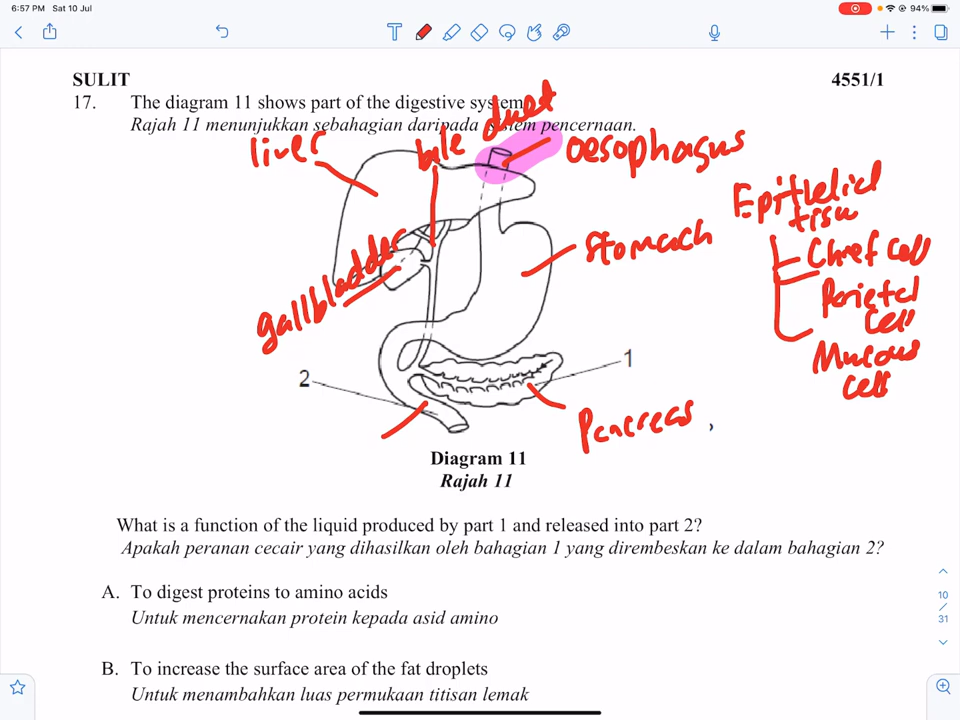 6:57 PM Sat 10 Jul
94%
SULIT
4551/1
17. The diagram 11 shows part of the digestive system
Rajah 11 menunjukkan sebahagian daripada sistem pencernaan.
liver
bile duct
oesophagus
Epithelial
tissu
Chief cell
Parietal
cell
Mucous
cell
stomach
gallbladder
1
2
Pancreas
Diagram 11
Rajah 11
What is a function of the liquid produced by part 1 and released into part 2?
Apakah peranan cecair yang dihasilkan oleh bahagian 1 yang dirembeskan ke dalam bahagian 2?
A. To digest proteins to amino acids
Untuk mencernakan protein kepada asid amino
B. To increase the surface area of the fat droplets
Untuk menambahkan luas permukaan titisan lemak
10
/
31